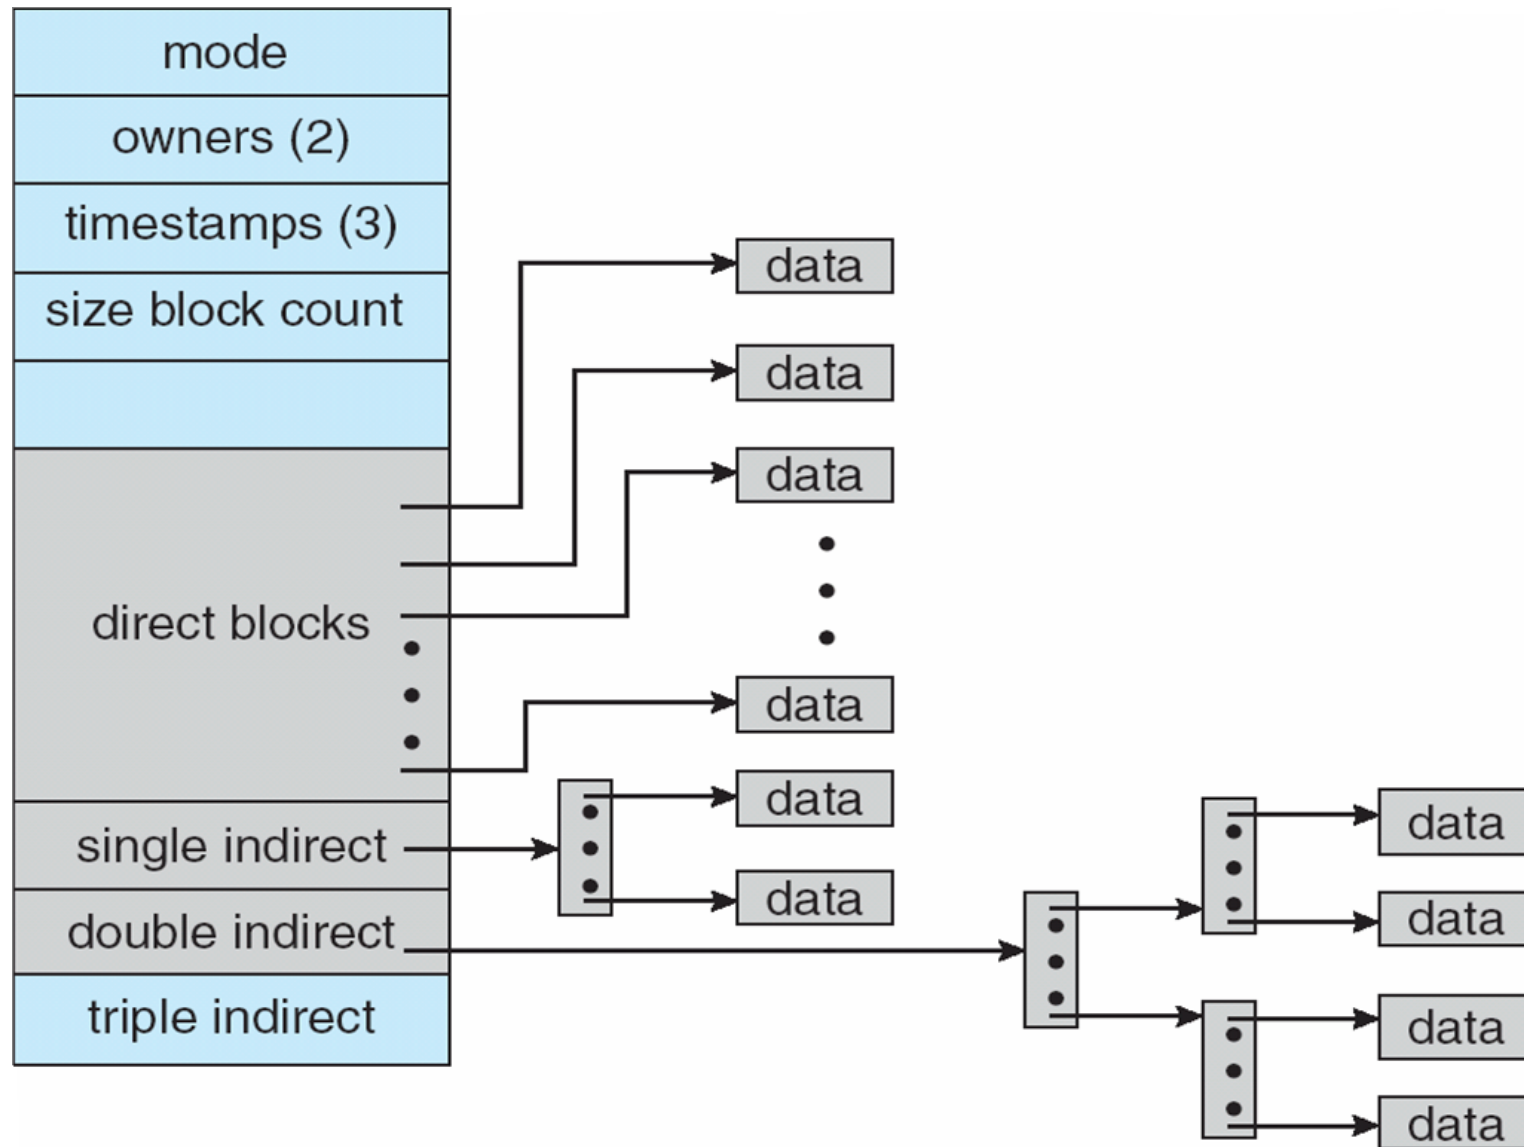 mode
owners (2)
timestamps (3)
size block count
direct blocks
single indirect
double indirect
triple indirect
data
data
data
data
data
data
data
data
data
data